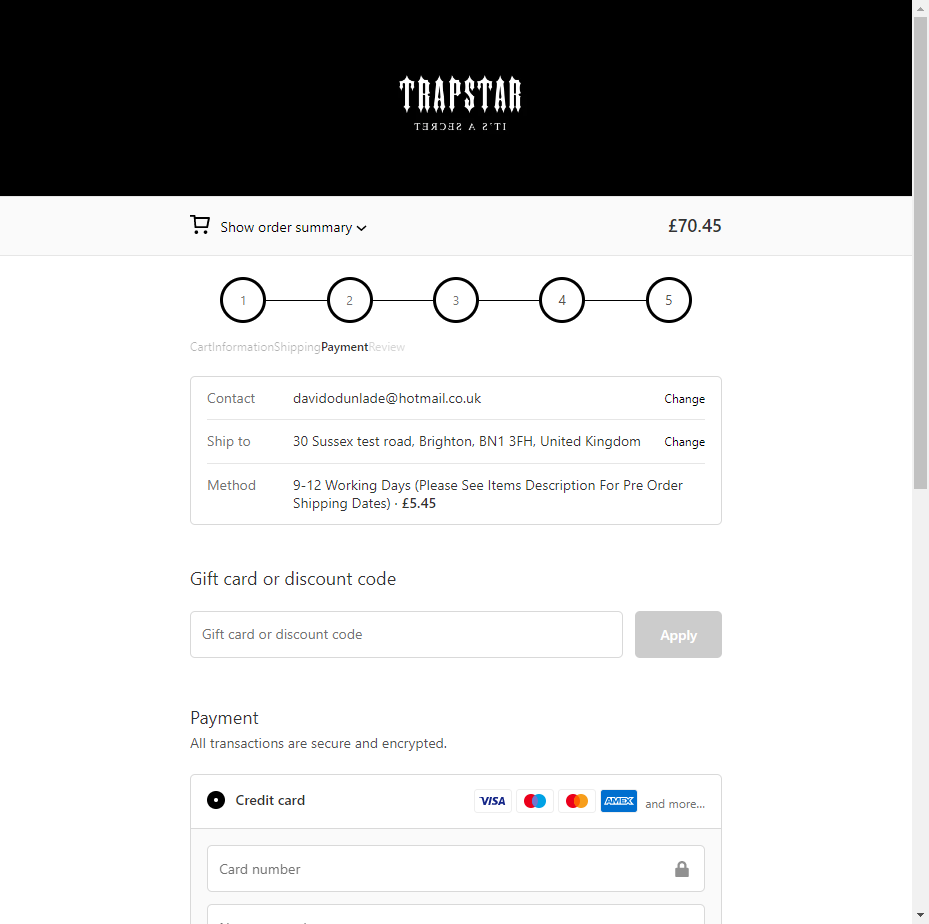 TRAPSTAR
IT'S A SECRET
Show order summary
£70.45
1 2 3 4 5
CartInformationShippingPaymentReview
Contact davidodunlade@hotmail.co.uk Change
Ship to 30 Sussex test road, Brighton, BN1 3FH, United Kingdom Change
Method 9-12 Working Days (Please See Items Description For Pre Order
Shipping Dates) · £5.45
Gift card or discount code
Gift card or discount code
Apply
Payment
All transactions are secure and encrypted.
Credit card VISA AMEX and more...
Card number